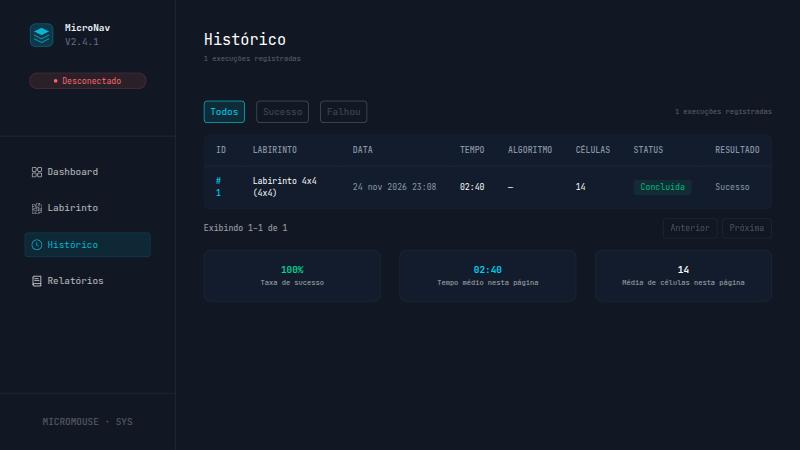 MicroNav
V2.4.1
Desconectado
Dashboard
Labirinto
Histórico
Relatórios
MICROMOUSE · SYS
Histórico
1 execuções registradas
Todos Sucesso Falhou
1 execuções registradas
ID LABIRINTO DATA TEMPO ALGORITMO CÉLULAS STATUS RESULTADO
# 1 Labirinto 4x4 (4x4) 24 nov 2026 23:08 02:40 — 14 Concluída Sucesso
Exibindo 1–1 de 1
Anterior Próxima
100%
Taxa de sucesso
02:40
Tempo médio nesta página
14
Média de células nesta página